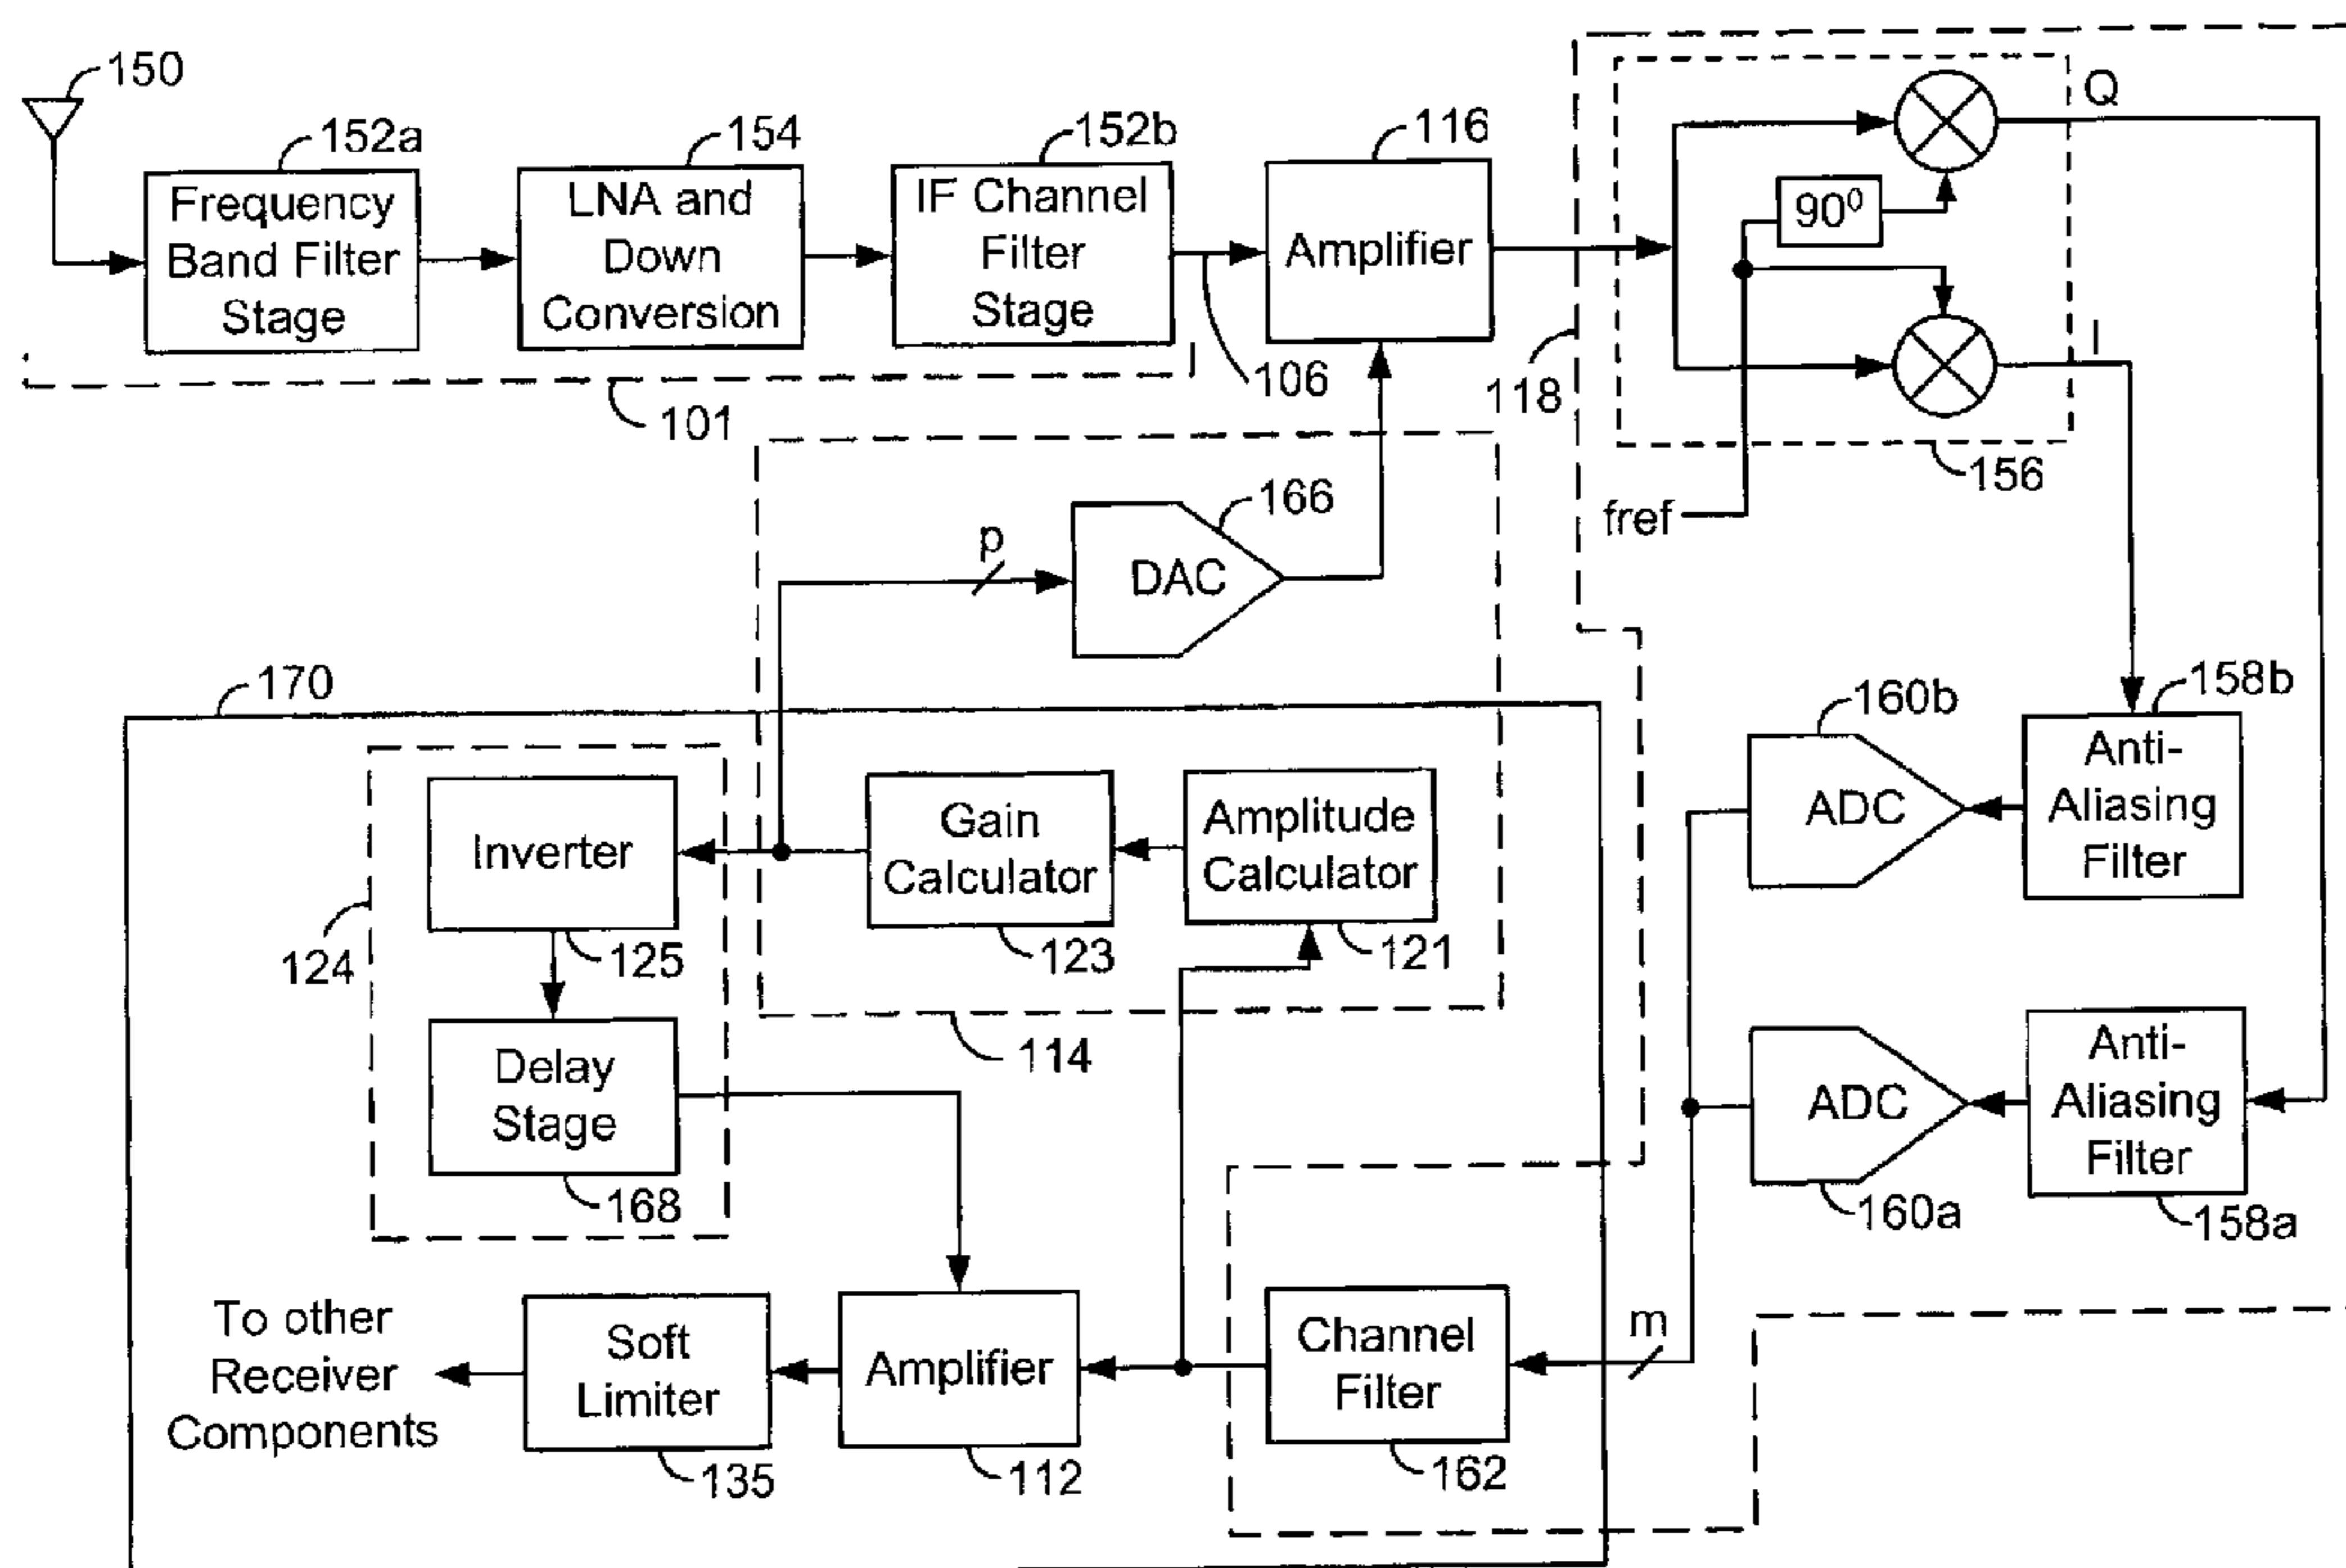 150
152a
Frequency
Band Filter
Stage
154
LNA and
Down
Conversion
152b
IF Channel
Filter
Stage
116
Amplifier
106
101
118
Q
90⁰
I
156
fref
166
p
DAC
170
160b
ADC
158b
Anti-
Aliasing
Filter
Inverter
125
124
Gain
Calculator
123
Amplitude
Calculator
121
114
Delay
Stage
168
ADC
160a
Anti-
Aliasing
Filter
158a
To other
Receiver
Components
Soft
Limiter
135
Amplifier
112
Channel
Filter
162
m